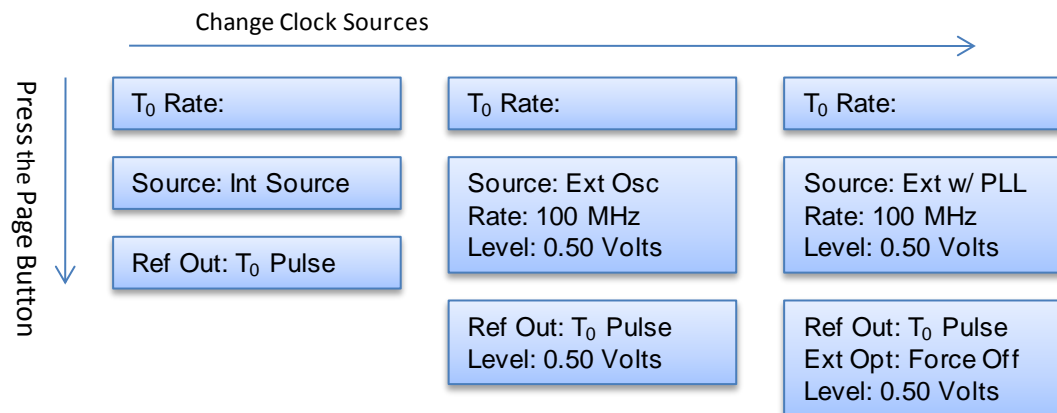 Change Clock Sources
Press the Page Button
T₀ Rate:
Source: Int Source
Ref Out: T₀ Pulse
T₀ Rate:
Source: Ext Osc
Rate: 100 MHz
Level: 0.50 Volts
Ref Out: T₀ Pulse
Level: 0.50 Volts
T₀ Rate:
Source: Ext w/ PLL
Rate: 100 MHz
Level: 0.50 Volts
Ref Out: T₀ Pulse
Ext Opt: Force Off
Level: 0.50 Volts